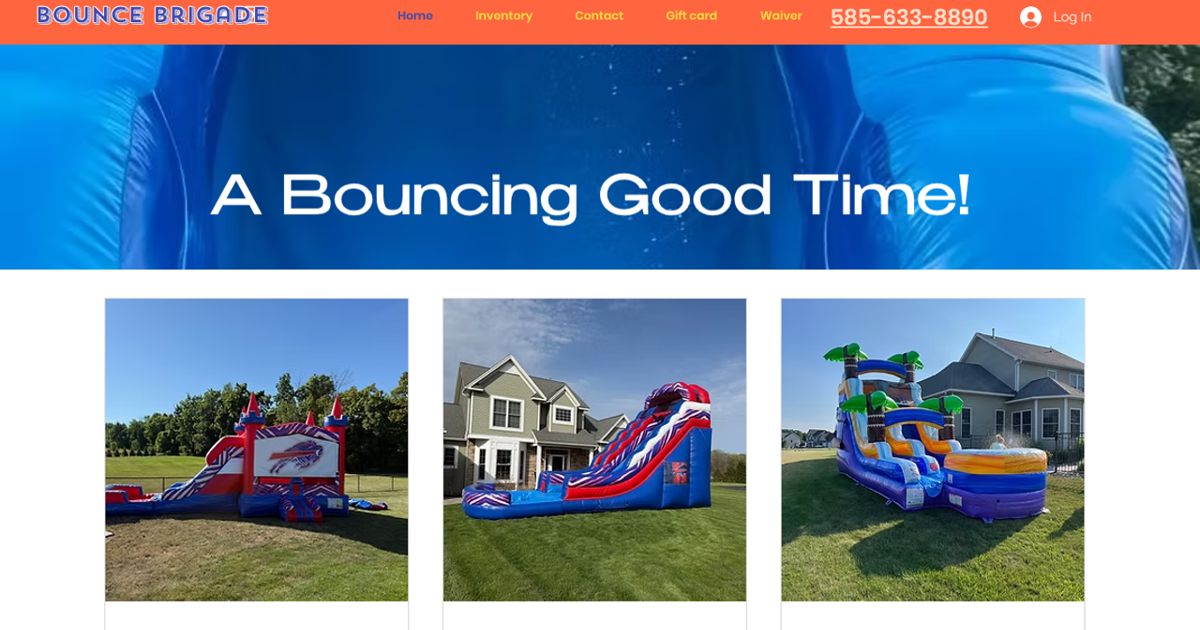 BOUNCE BRIGADE
Home Inventory Contact Gift card Waiver 585-633-8890 Log In
A Bouncing Good Time!